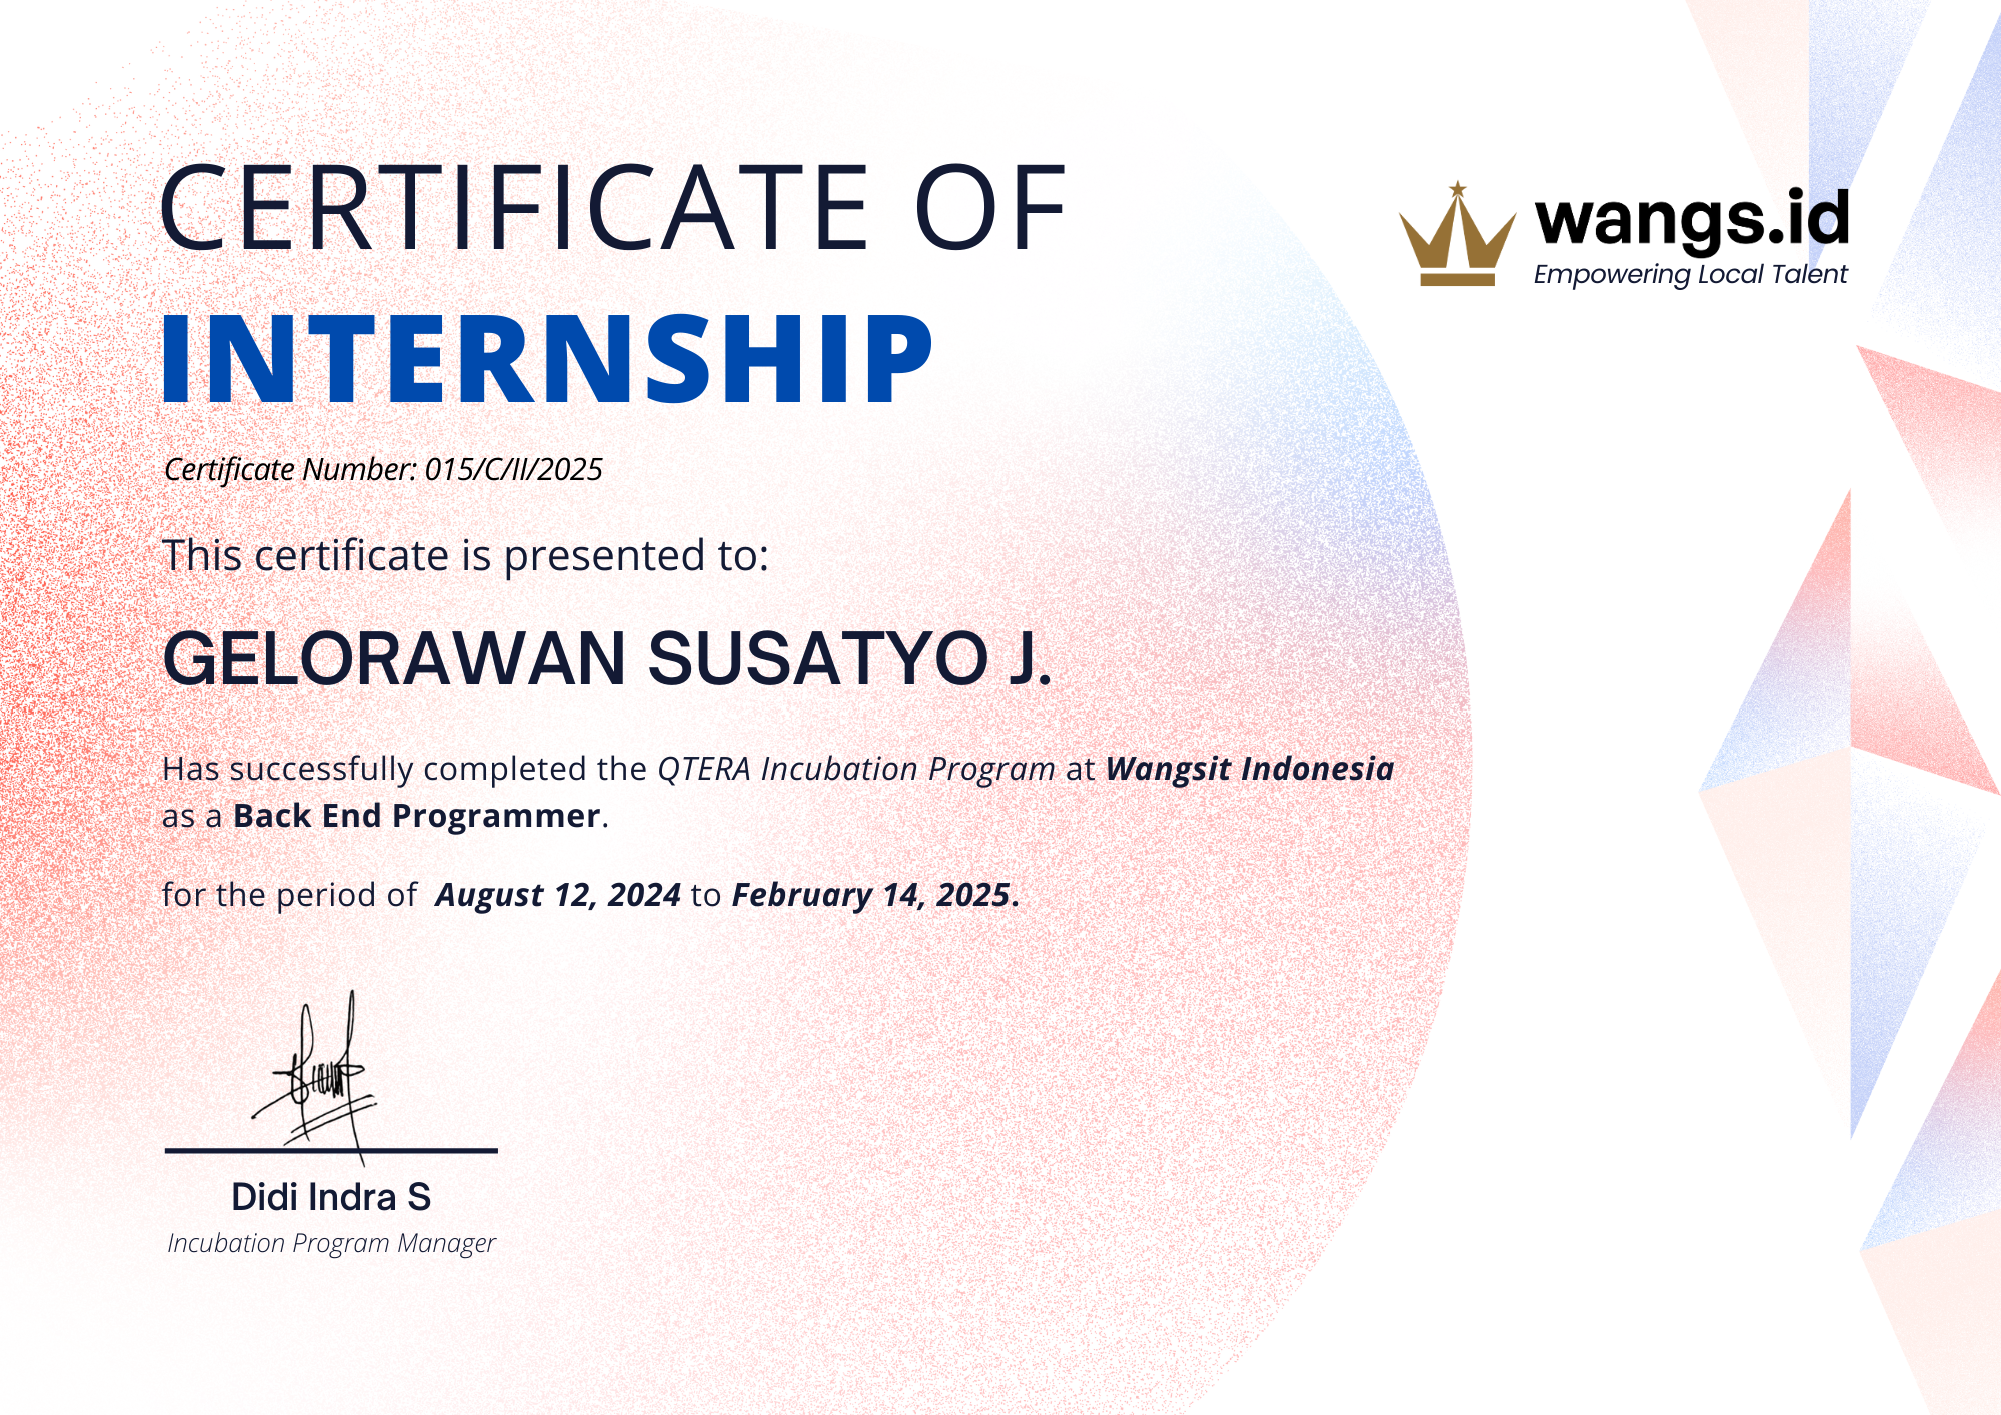 CERTIFICATE OF
wangs.id
Empowering Local Talent
INTERNSHIP
Certificate Number: 015/C/II/2025
This certificate is presented to:
GELORAWAN SUSATYO J.
Has successfully completed the QTERA Incubation Program at Wangsit Indonesia
as a Back End Programmer.
for the period of August 12, 2024 to February 14, 2025.
Didi Indra S
Incubation Program Manager